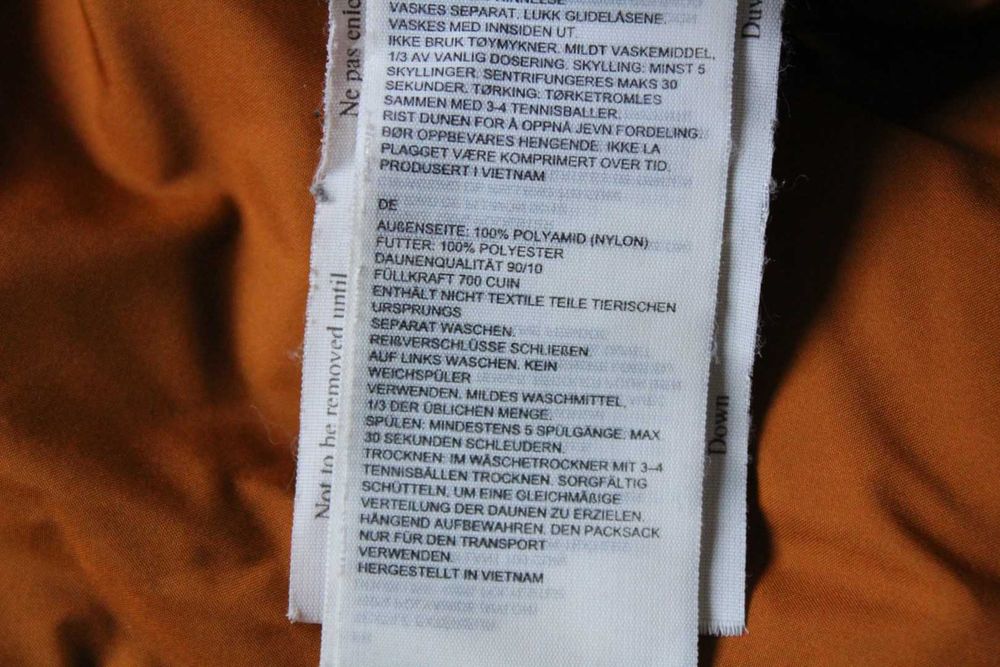 VASKES SEPARAT. LUKK GLIDELÅSENE.
VASKES MED INNSIDEN UT.
IKKE BRUK TØYMYKNER. MILDT VASKEMIDDEL,
1/3 AV VANLIG DOSERING. SKYLLING: MINST 5
SKYLLINGER. SENTRIFUNGERES MAKS 30
SEKUNDER. TØRKING: TØRKETROMLES
SAMMEN MED 3-4 TENNISBALLER.
RIST DUNEN FOR Å OPPNÅ JEVN FORDELING.
BØR OPPBEVARES HENGENDE. IKKE LA
PLAGGET VÆRE KOMPRIMERT OVER TID.
PRODUSERT I VIETNAM
DE
AUßENSEITE: 100% POLYAMID (NYLON)
FUTTER: 100% POLYESTER
DAUNENQUALITÄT 90/10
FÜLLKRAFT 700 CUIN
ENTHÄLT NICHT TEXTILE TEILE TIERISCHEN
URSPRUNGS
SEPARAT WASCHEN.
REIßVERSCHLÜSSE SCHLIEßEN.
AUF LINKS WASCHEN. KEIN
WEICHSPÜLER
VERWENDEN. MILDES WASCHMITTEL,
1/3 DER ÜBLICHEN MENGE.
SPÜLEN: MINDESTENS 5 SPÜLGÄNGE. MAX
30 SEKUNDEN SCHLEUDERN.
TROCKNEN: IM WÄSCHETROCKNER MIT 3–4
TENNISBÄLLEN TROCKNEN. SORGFÄLTIG
SCHÜTTELN, UM EINE GLEICHMÄßIGE
VERTEILUNG DER DAUNEN ZU ERZIELEN.
HÄNGEND AUFBEWAHREN. DEN PACKSACK
NUR FÜR DEN TRANSPORT
VERWENDEN.
HERGESTELLT IN VIETNAM
Ne pas
Not to be removed until
Down